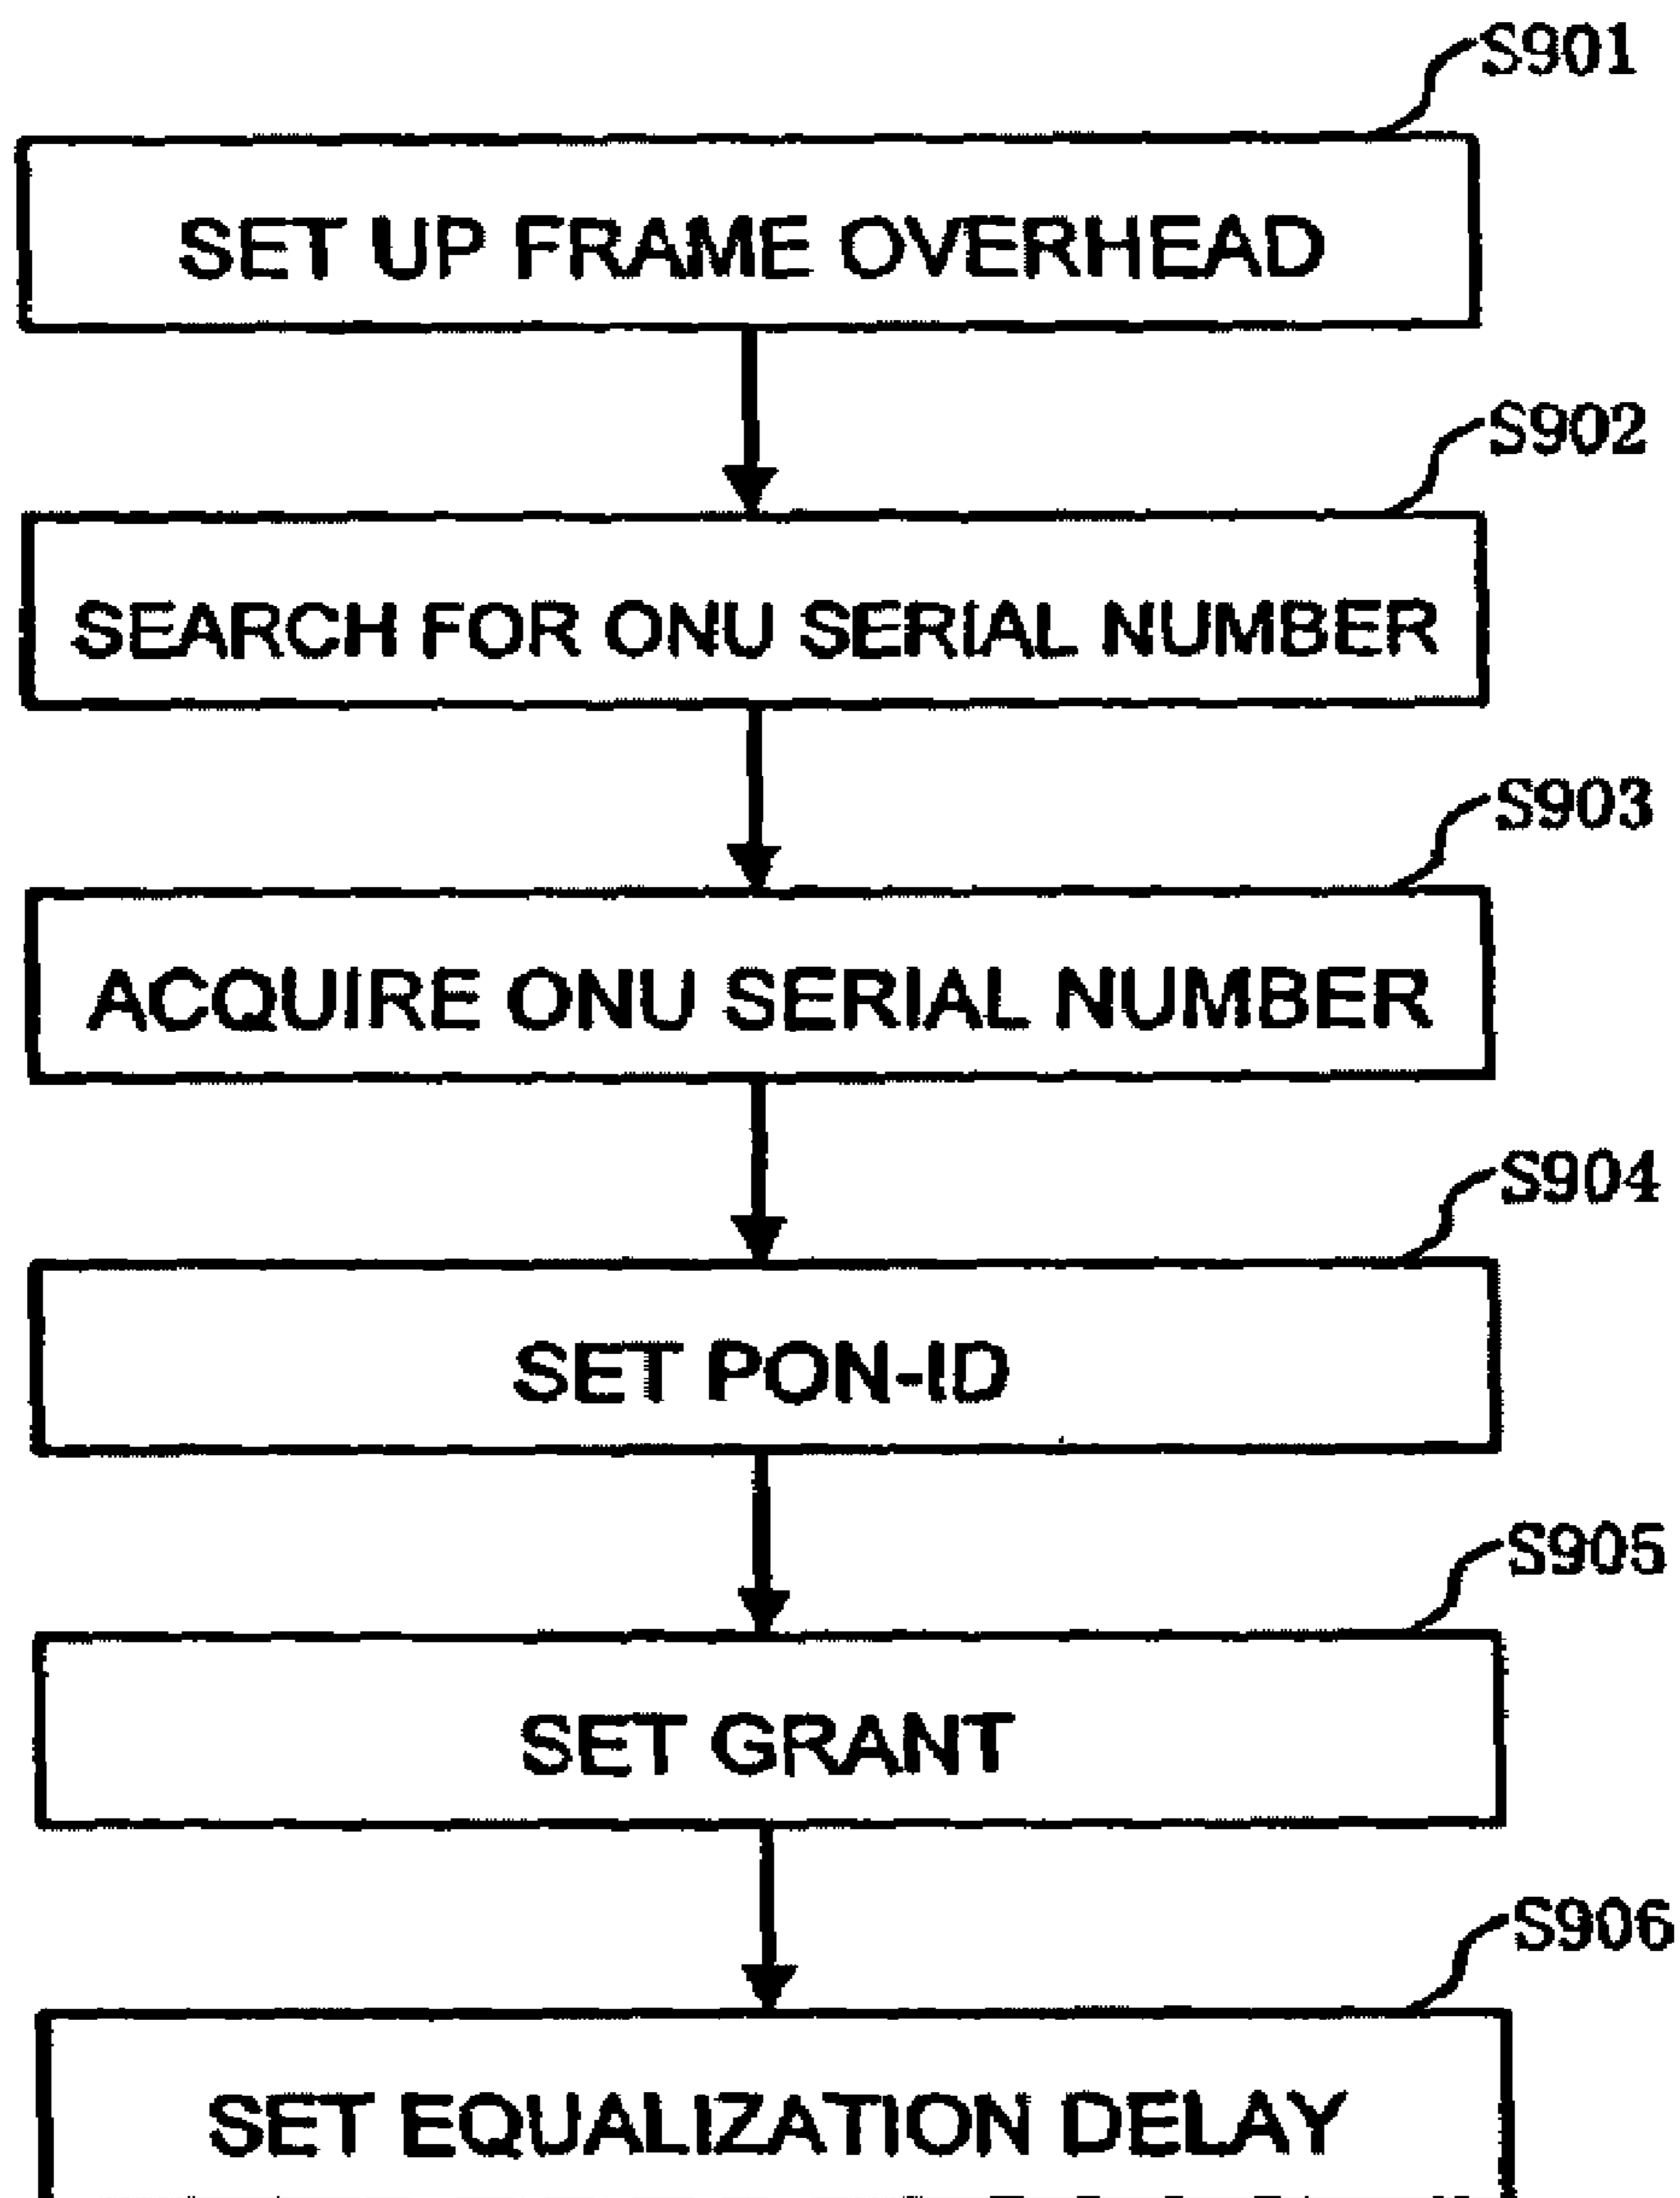 S901
SET UP FRAME OVERHEAD
S902
SEARCH FOR ONU SERIAL NUMBER
S903
ACQUIRE ONU SERIAL NUMBER
S904
SET PON-ID
S905
SET GRANT
S906
SET EQUALIZATION DELAY